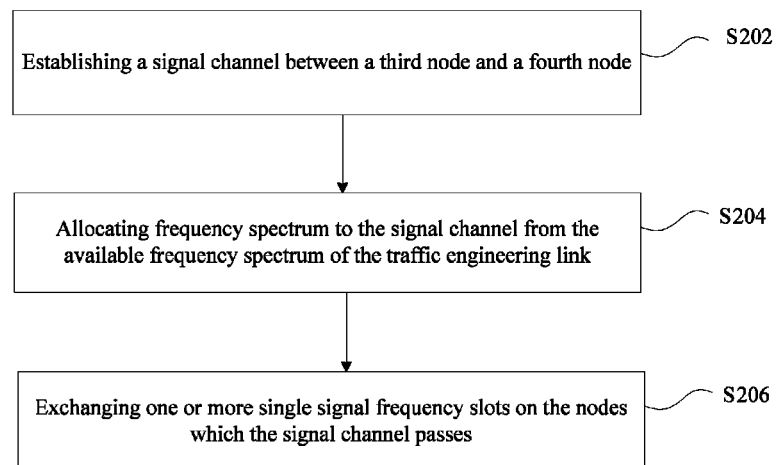 Establishing a signal channel between a third node and a fourth node
S202
Allocating frequency spectrum to the signal channel from the
available frequency spectrum of the traffic engineering link
S204
Exchanging one or more single signal frequency slots on the nodes
which the signal channel passes
S206